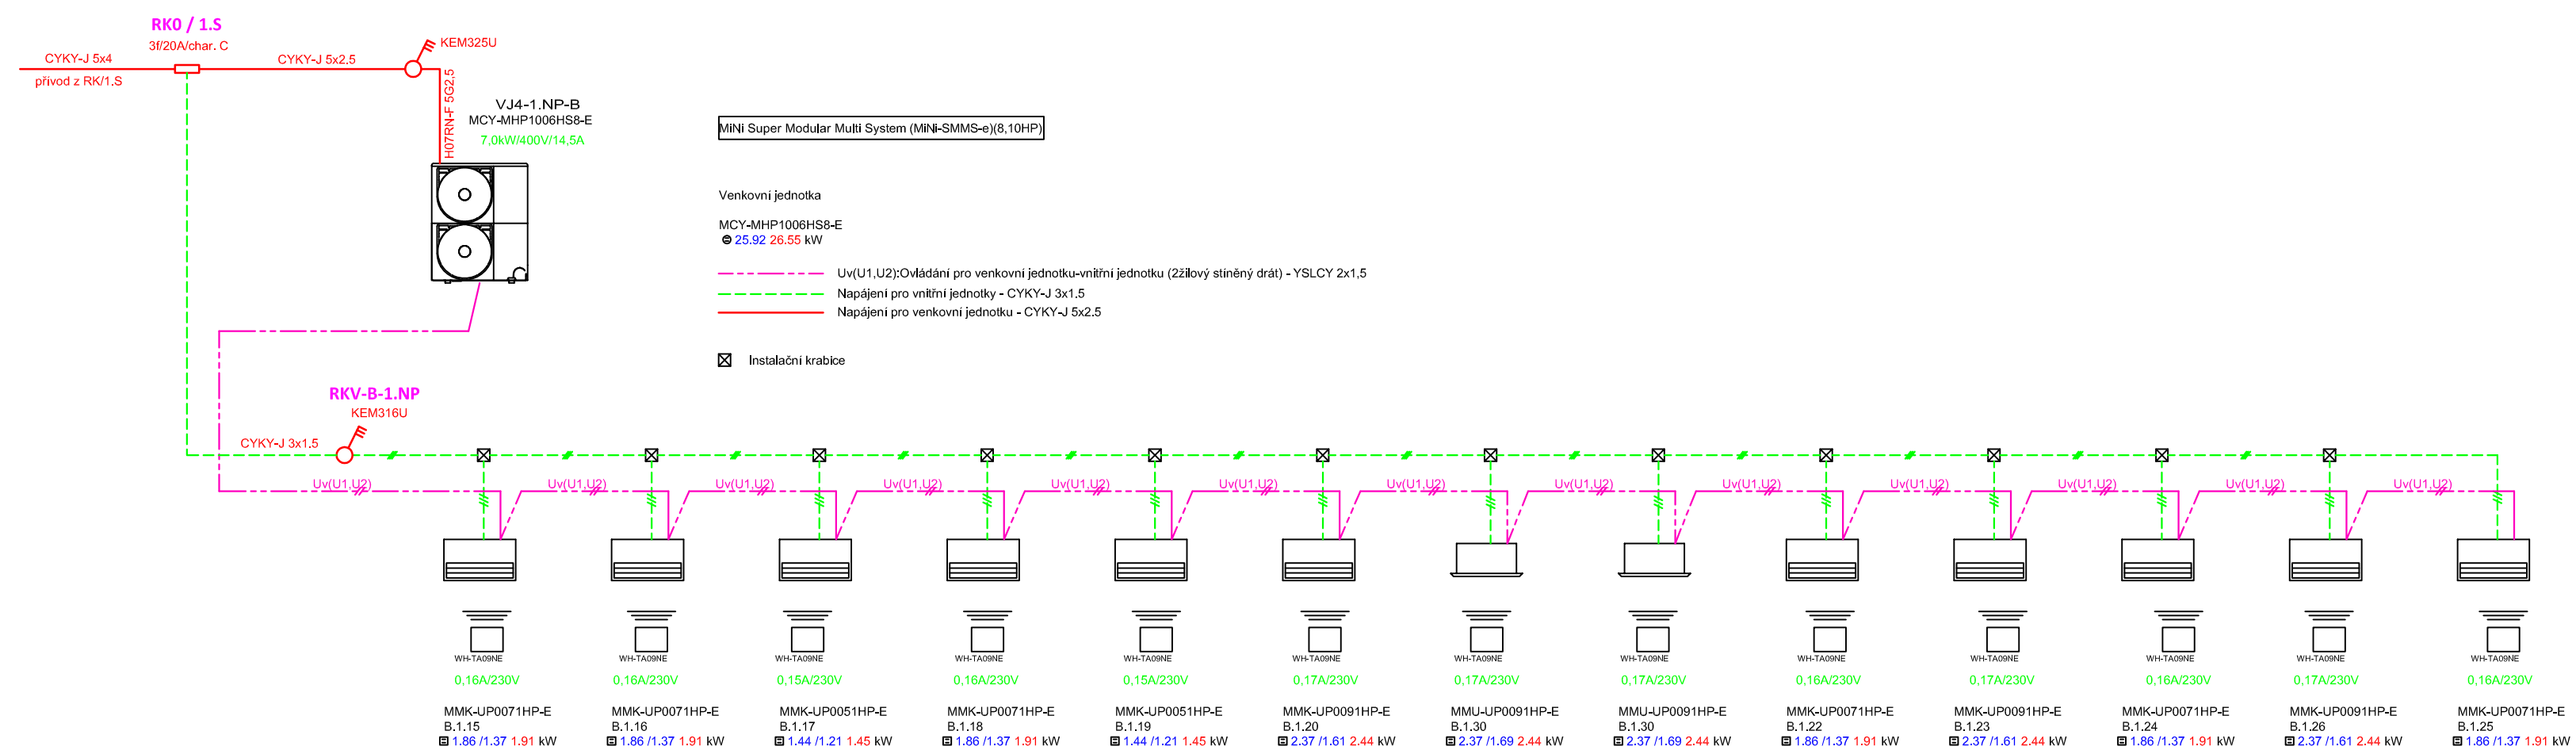 RK0 / 1.S
3f/20A/char. C
CYKY-J 5x4
přívod z RK/1.S
CYKY-J 5x2.5
KEM325U
H07RN-F 5G2,5
VJ4-1.NP-B
MCY-MHP1006HS8-E
7,0kW/400V/14,5A
MiNi Super Modular Multi System (MiNi-SMMS-e)(8,10HP)
Venkovní jednotka
MCY-MHP1006HS8-E
25.92 26.55 kW
Uv(U1,U2):Ovládání pro venkovní jednotku-vnitřní jednotku (2žilový stíněný drát) - YSLCY 2x1,5
Napájení pro vnitřní jednotky - CYKY-J 3x1.5
Napájení pro venkovní jednotku - CYKY-J 5x2.5
Instalační krabice
RKV-B-1.NP
KEM316U
CYKY-J 3x1.5
Uv(U1,U2) Uv(U1,U2) Uv(U1,U2) Uv(U1,U2) Uv(U1,U2) Uv(U1,U2) Uv(U1,U2) Uv(U1,U2) Uv(U1,U2) Uv(U1,U2) Uv(U1,U2) Uv(U1,U2) Uv(U1,U2)
WH-TA09NE WH-TA09NE WH-TA09NE WH-TA09NE WH-TA09NE WH-TA09NE WH-TA09NE WH-TA09NE WH-TA09NE WH-TA09NE WH-TA09NE WH-TA09NE WH-TA09NE
0,16A/230V 0,16A/230V 0,15A/230V 0,16A/230V 0,15A/230V 0,17A/230V 0,17A/230V 0,17A/230V 0,16A/230V 0,17A/230V 0,16A/230V 0,17A/230V 0,16A/230V
MMK-UP0071HP-E MMK-UP0071HP-E MMK-UP0051HP-E MMK-UP0071HP-E MMK-UP0051HP-E MMK-UP0091HP-E MMU-UP0091HP-E MMU-UP0091HP-E MMK-UP0071HP-E MMK-UP0091HP-E MMK-UP0071HP-E MMK-UP0091HP-E MMK-UP0071HP-E
B.1.15 B.1.16 B.1.17 B.1.18 B.1.19 B.1.20 B.1.30 B.1.30 B.1.22 B.1.23 B.1.24 B.1.26 B.1.25
1.86 /1.37 1.91 kW 1.86 /1.37 1.91 kW 1.44 /1.21 1.45 kW 1.86 /1.37 1.91 kW 1.44 /1.21 1.45 kW 2.37 /1.61 2.44 kW 2.37 /1.69 2.44 kW 2.37 /1.69 2.44 kW 1.86 /1.37 1.91 kW 2.37 /1.61 2.44 kW 1.86 /1.37 1.91 kW 2.37 /1.61 2.44 kW 1.86 /1.37 1.91 kW